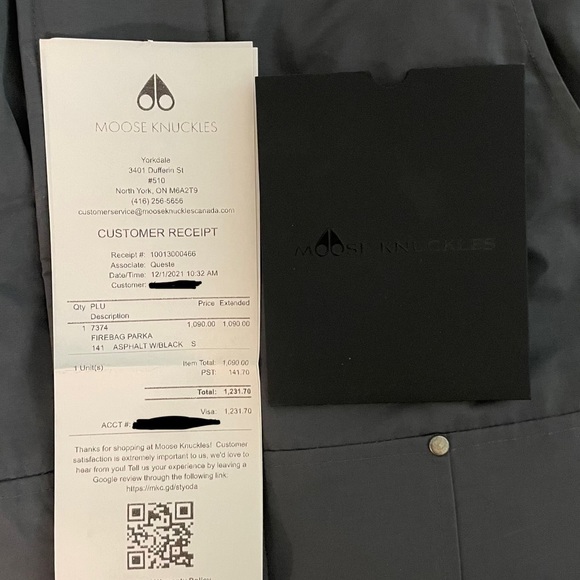 MOOSE KNUCKLES
Yorkdale
3401 Dufferin St
#510
North York, ON M6A2T9
(416) 256-5656
customerservice@mooseknucklescanada.com
CUSTOMER RECEIPT
Receipt #: 10013000466
Associate: Queste
Date/Time: 12/1/2021 10:32 AM
Customer:
Qty PLU Price Extended
Description
1 7374 1,090.00 1,090.00
FIREBAG PARKA
141 ASPHALT W/BLACK S
1 Unit(s) Item Total: 1,090.00
PST: 141.70
Total: 1,231.70
Visa: 1,231.70
ACCT #:
Thanks for shopping at Moose Knuckles! Customer
satisfaction is extremely important to us, we'd love to
hear from you! Tell us your experience by leaving a
Google review through the following link:
https://mkc.gd/styoda
MOOSE KNUCKLES